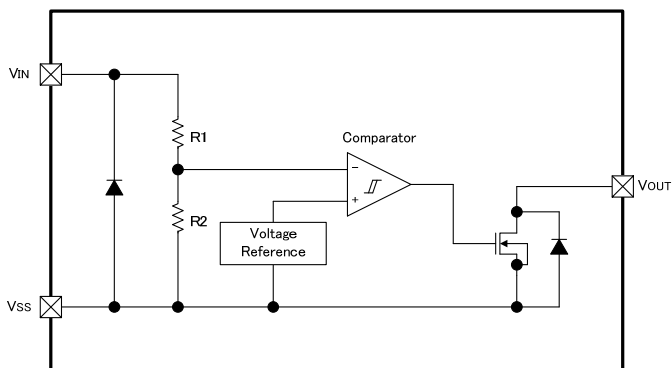 VIN
R1
Comparator
−
+
R2
Voltage
Reference
VOUT
VSS